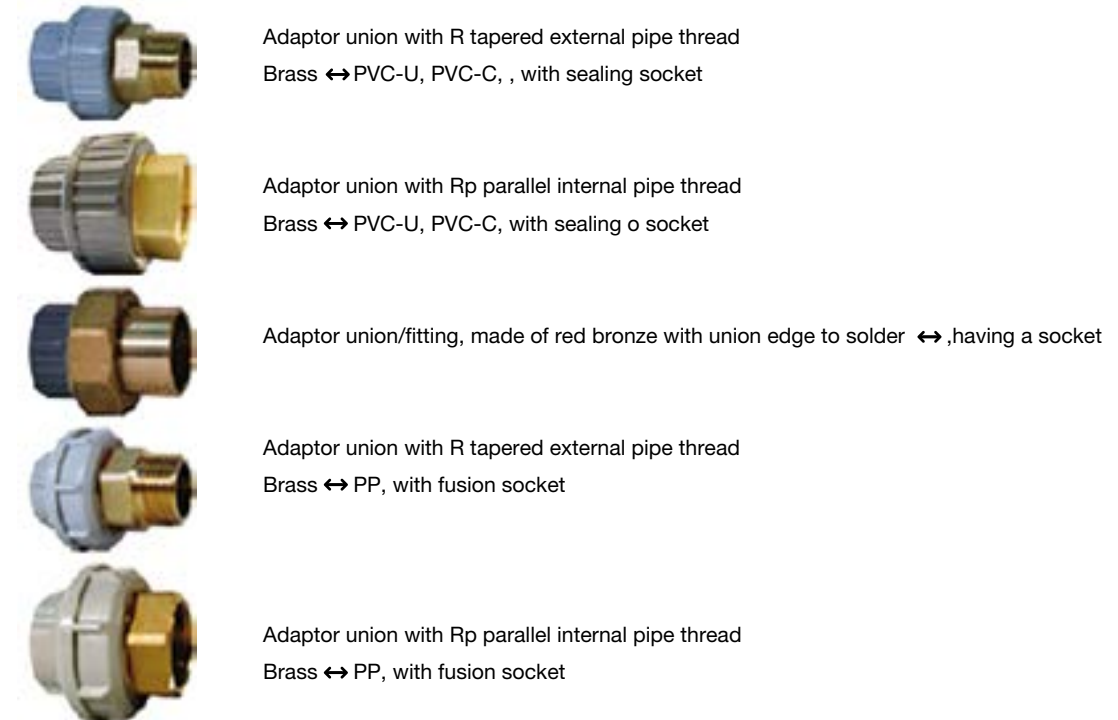 Adaptor union with R tapered external pipe thread
Brass ↔ PVC-U, PVC-C, , with sealing socket
Adaptor union with Rp parallel internal pipe thread
Brass ↔ PVC-U, PVC-C, with sealing o socket
Adaptor union/fitting, made of red bronze with union edge to solder ↔ ,having a socket
Adaptor union with R tapered external pipe thread
Brass ↔ PP, with fusion socket
Adaptor union with Rp parallel internal pipe thread
Brass ↔ PP, with fusion socket